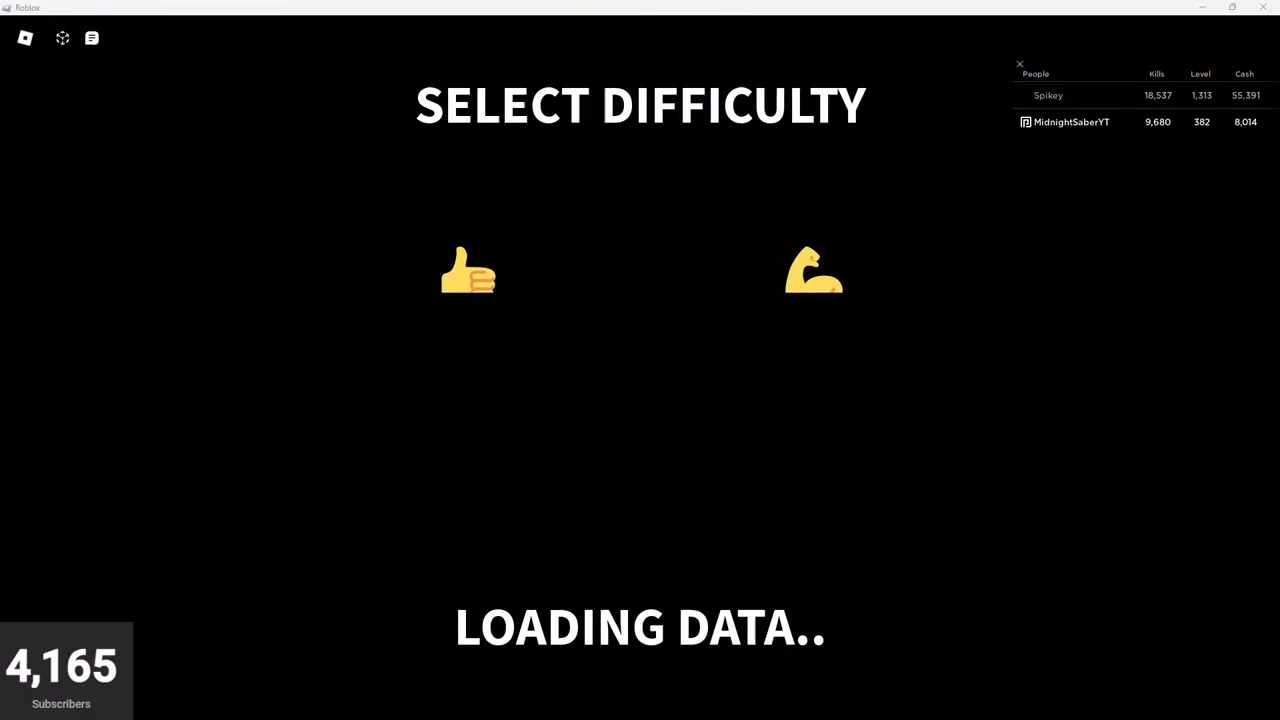 Roblox
SELECT DIFFICULTY
People Kills Level Cash
Spikey 18,537 1,313 55,391
MidnightSaberYT 9,680 382 8,014
LOADING DATA..
4,165
Subscribers